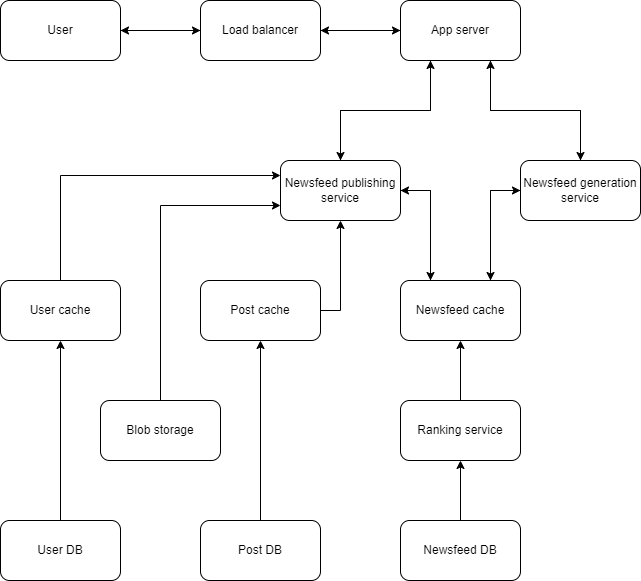 User
Load balancer
App server
Newsfeed publishing
service
Newsfeed generation
service
User cache
Post cache
Newsfeed cache
Blob storage
Ranking service
User DB
Post DB
Newsfeed DB